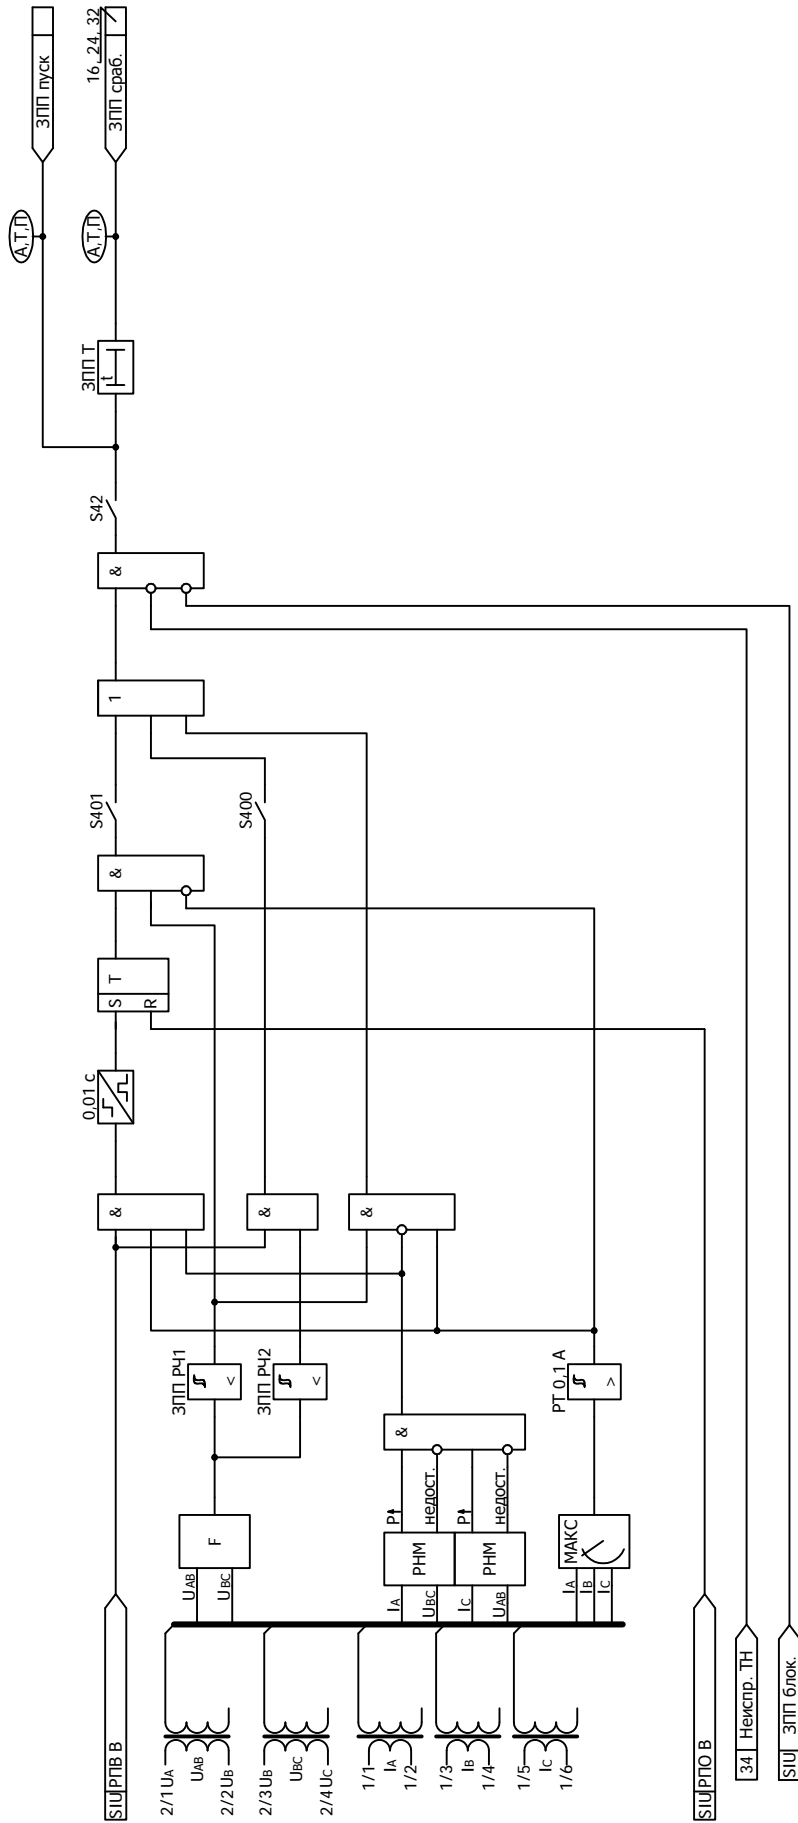 ЗПП пуск
16, 24, 32
ЗПП сраб.
А,Т,П
А,Т,П
ЗПП Т
t
S42
&
1
S401
S400
&
T
S
R
0,01 с
&
&
&
ЗПП РЧ1
<
ЗПП РЧ2
<
РТ 0,1 А
>
&
F
UAB
UBC
P
недост.
P
недост.
РНМ
РНМ
IA
UBC
IC
UAB
МАКС
IA
IB
IC
SIU РПВ В
2/1 UA
UAB
2/2 UB
2/3 UB
UBC
2/4 UC
1/1
IA
1/2
1/3
IB
1/4
1/5
IC
1/6
SIU РПО В
34 Неиспр. ТН
SIU ЗПП блок.